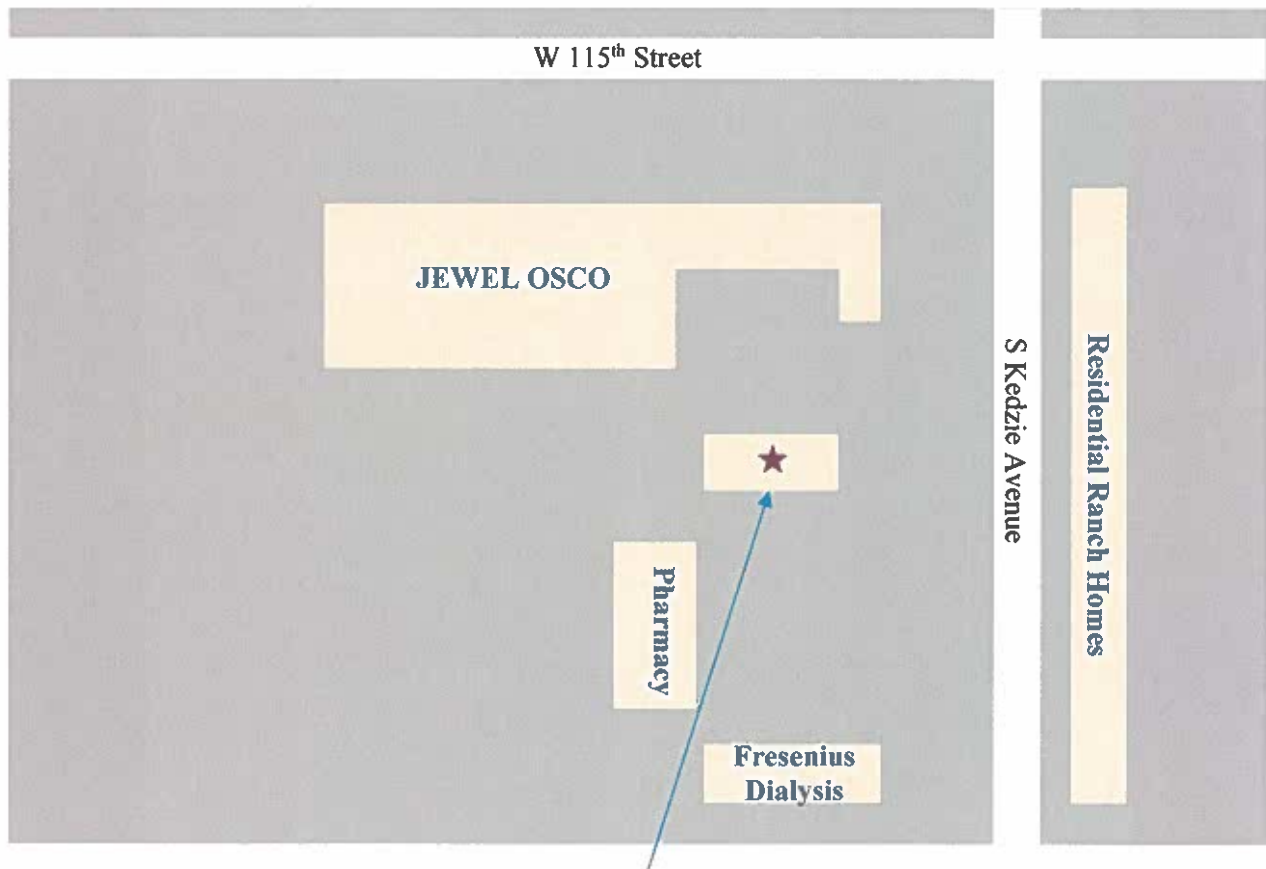 W 115th Street
JEWEL OSCO
S Kedzie Avenue
Residential Ranch Homes
Pharmacy
Fresenius
Dialysis